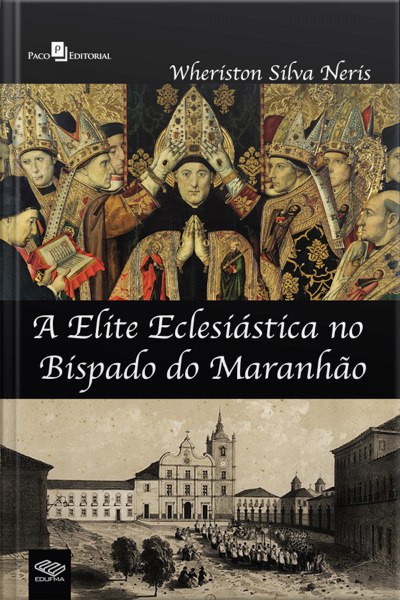 PACO EDITORIAL
Wheriston Silva Neris
A Elite Eclesiástica no
Bispado do Maranhão
EDUFMA